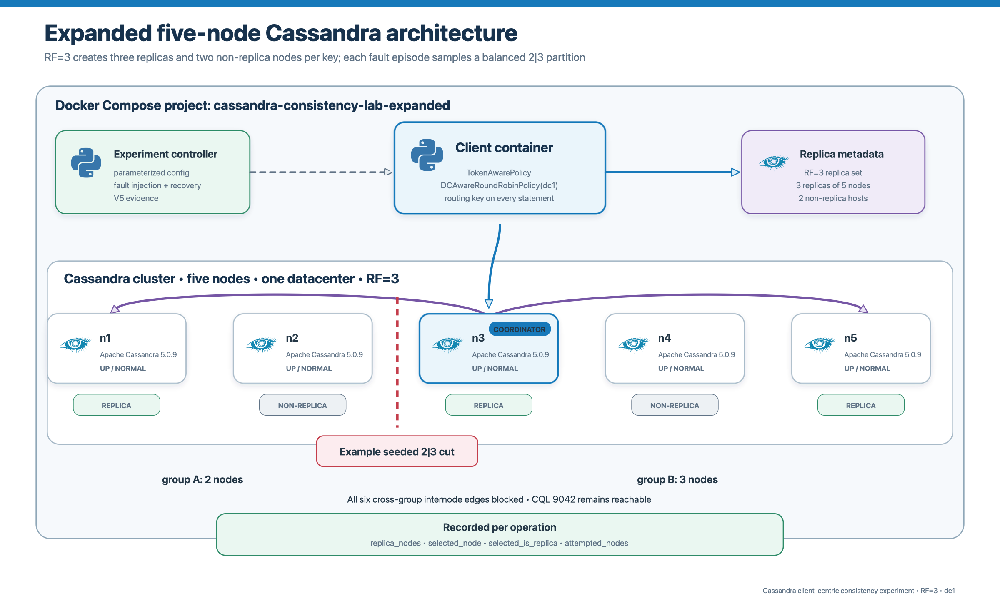 Expanded five-node Cassandra architecture
RF=3 creates three replicas and two non-replica nodes per key; each fault episode samples a balanced 2|3 partition
Docker Compose project: cassandra-consistency-lab-expanded
Experiment controller
parameterized config
fault injection + recovery
V5 evidence
Client container
TokenAwarePolicy
DCAwareRoundRobinPolicy(dc1)
routing key on every statement
Replica metadata
RF=3 replica set
3 replicas of 5 nodes
2 non-replica hosts
Cassandra cluster • five nodes • one datacenter • RF=3
n1
Apache Cassandra 5.0.9
UP / NORMAL
REPLICA
n2
Apache Cassandra 5.0.9
UP / NORMAL
NON-REPLICA
COORDINATOR
n3
Apache Cassandra 5.0.9
UP / NORMAL
REPLICA
n4
Apache Cassandra 5.0.9
UP / NORMAL
NON-REPLICA
n5
Apache Cassandra 5.0.9
UP / NORMAL
REPLICA
Example seeded 2|3 cut
group A: 2 nodes
group B: 3 nodes
All six cross-group internode edges blocked • CQL 9042 remains reachable
Recorded per operation
replica_nodes • selected_node • selected_is_replica • attempted_nodes
Cassandra client-centric consistency experiment • RF=3 • dc1